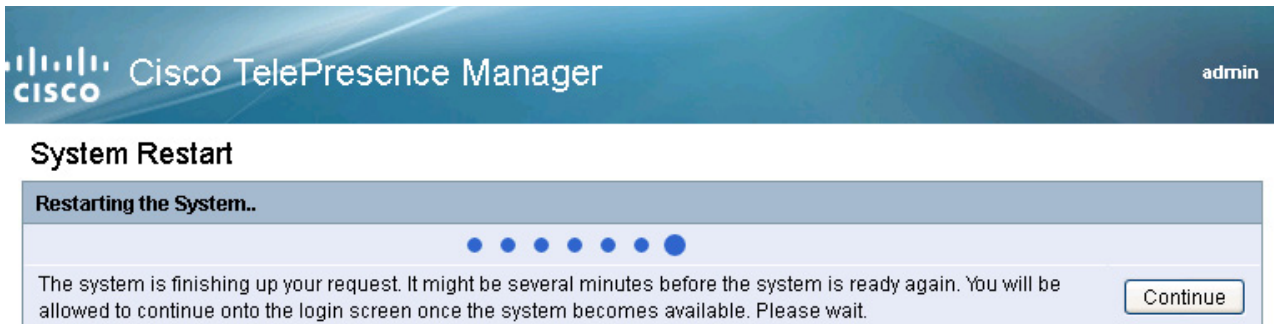 CISCO
Cisco TelePresence Manager
admin
System Restart
Restarting the System..
The system is finishing up your request. It might be several minutes before the system is ready again. You will be
allowed to continue onto the login screen once the system becomes available. Please wait.
Continue